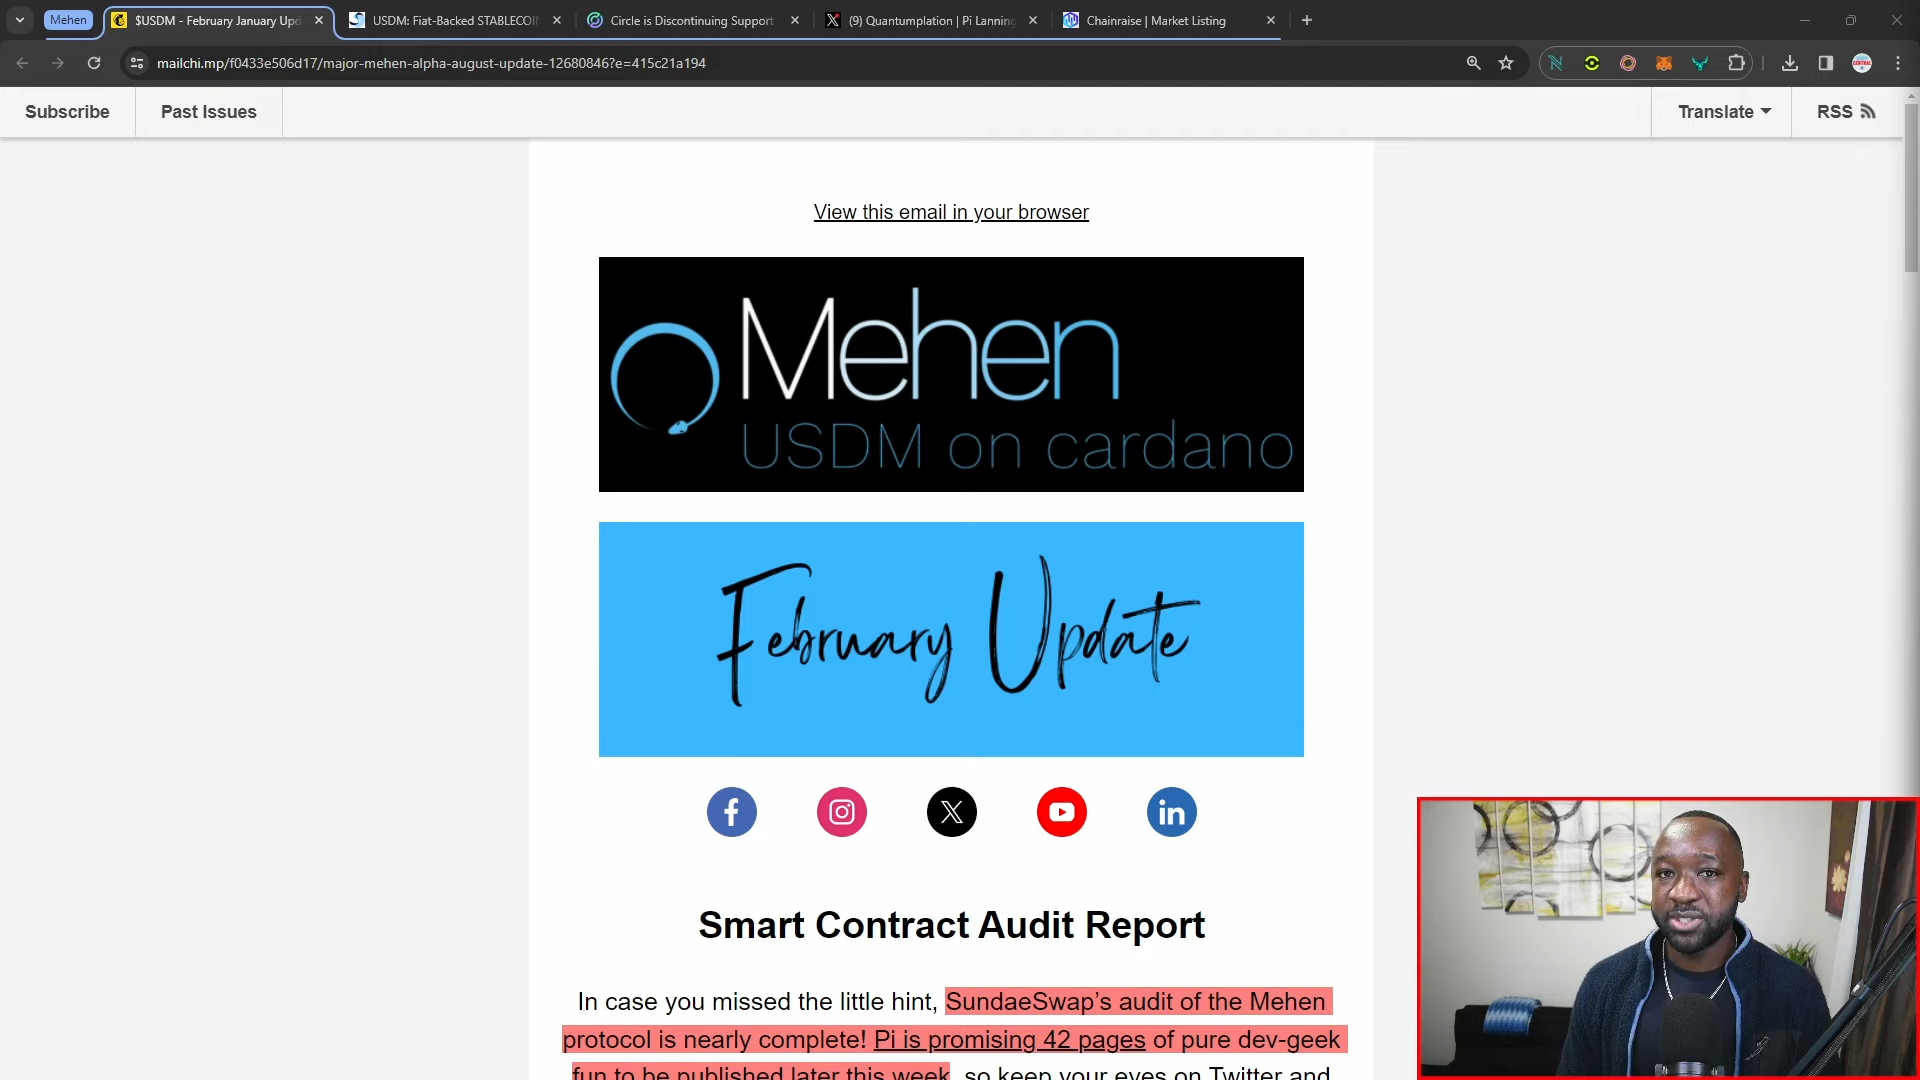 Mehen
$USDM - February January Upd
USDM: Fiat-Backed STABLECOI
Circle is Discontinuing Support
(9) Quantumplation | Pi Lanning
Chainraise | Market Listing
mailchi.mp/f0433e506d17/major-mehen-alpha-august-update-12680846?e=415c21a194
Subscribe
Past Issues
Translate
RSS
View this email in your browser
Mehen
USDM on cardano
February Update
Smart Contract Audit Report
In case you missed the little hint, SundaeSwap’s audit of the Mehen
protocol is nearly complete! Pi is promising 42 pages of pure dev-geek
fun to be published later this week, so keep your eyes on Twitter and